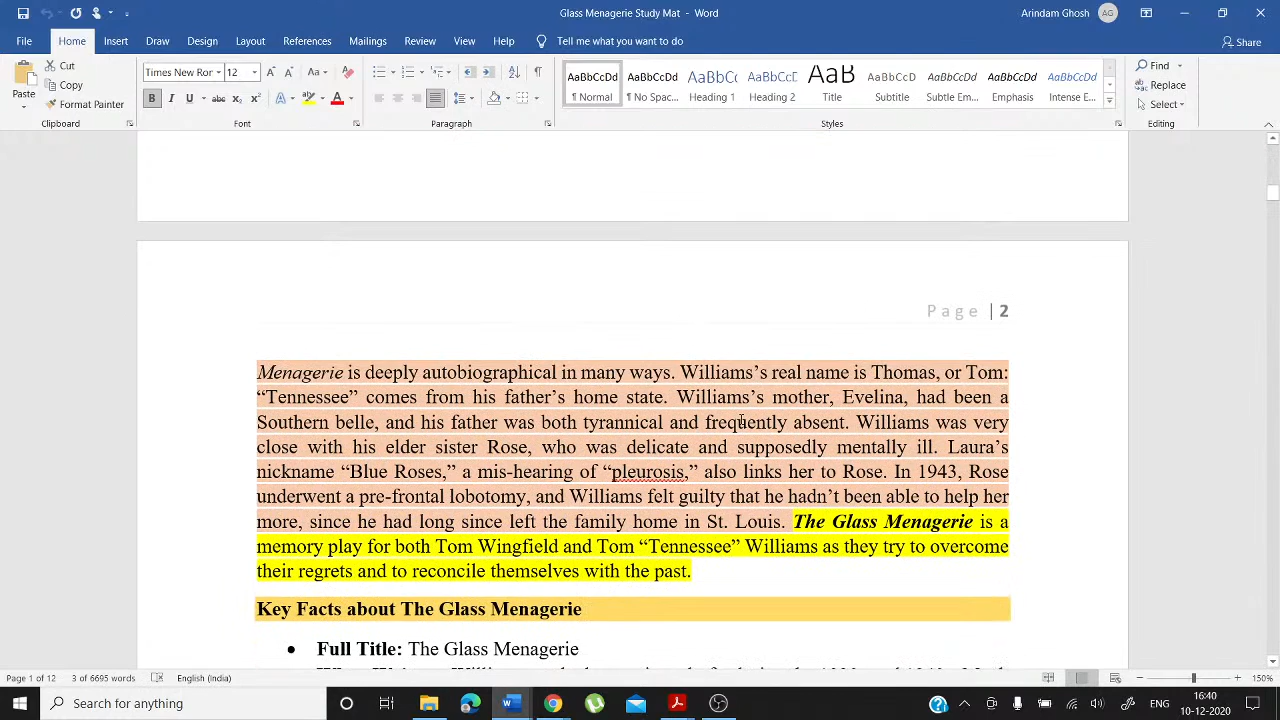 Glass Menagerie Study Mat - Word
Arindam Ghosh AG
File Home Insert Draw Design Layout References Mailings Review View Help Tell me what you want to do Share
Paste
Cut
Copy
Format Painter
Clipboard
Times New Ror 12
Font
Paragraph
AaBbCcDd AaBbCcDd AaBbCcDd AaBbCcDd AaB AaBbCcDd AaBbCcDd AaBbCcDd AaBbCcDd
¶ Normal ¶ No Spac... Heading 1 Heading 2 Title Subtitle Subtle Em... Emphasis Intense E...
Styles
Find
Replace
Select
Editing
Page | 2
Menagerie is deeply autobiographical in many ways. Williams’s real name is Thomas, or Tom:
“Tennessee” comes from his father’s home state. Williams’s mother, Evelina, had been a
Southern belle, and his father was both tyrannical and frequently absent. Williams was very
close with his elder sister Rose, who was delicate and supposedly mentally ill. Laura’s
nickname “Blue Roses,” a mis-hearing of “pleurosis,” also links her to Rose. In 1943, Rose
underwent a pre-frontal lobotomy, and Williams felt guilty that he hadn’t been able to help her
more, since he had long since left the family home in St. Louis. The Glass Menagerie is a
memory play for both Tom Wingfield and Tom “Tennessee” Williams as they try to overcome
their regrets and to reconcile themselves with the past.
Key Facts about The Glass Menagerie
• Full Title: The Glass Menagerie
Page 1 of 12 3 of 6695 words English (India) 150%
Type here to search
16:40
10-12-2020